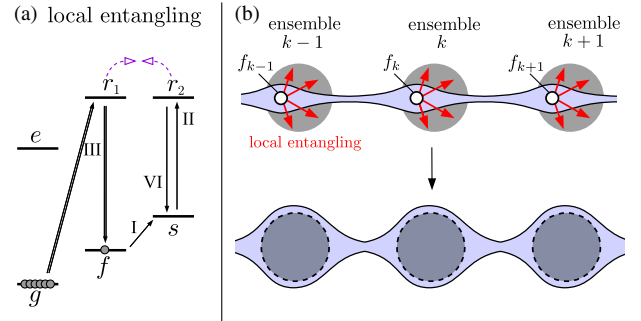 (a) local entangling
r₁ r₂
e
III
II
VI
I
s
f
g
(b)
ensemble
k − 1
ensemble
k
ensemble
k + 1
fₖ₋₁
fₖ
fₖ₊₁
local entangling